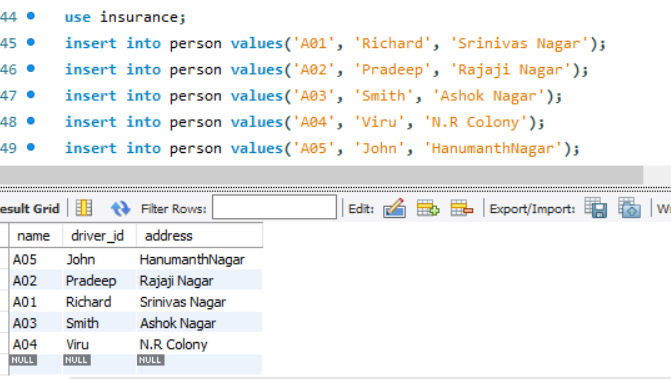 44 use insurance;
45 insert into person values('A01', 'Richard', 'Srinivas Nagar');
46 insert into person values('A02', 'Pradeep', 'Rajaji Nagar');
47 insert into person values('A03', 'Smith', 'Ashok Nagar');
48 insert into person values('A04', 'Viru', 'N.R Colony');
49 insert into person values('A05', 'John', 'HanumanthNagar');
esult Grid Filter Rows: Edit: Export/Import: W
name driver_id address
A05 John HanumanthNagar
A02 Pradeep Rajaji Nagar
A01 Richard Srinivas Nagar
A03 Smith Ashok Nagar
A04 Viru N.R Colony
NULL NULL NULL